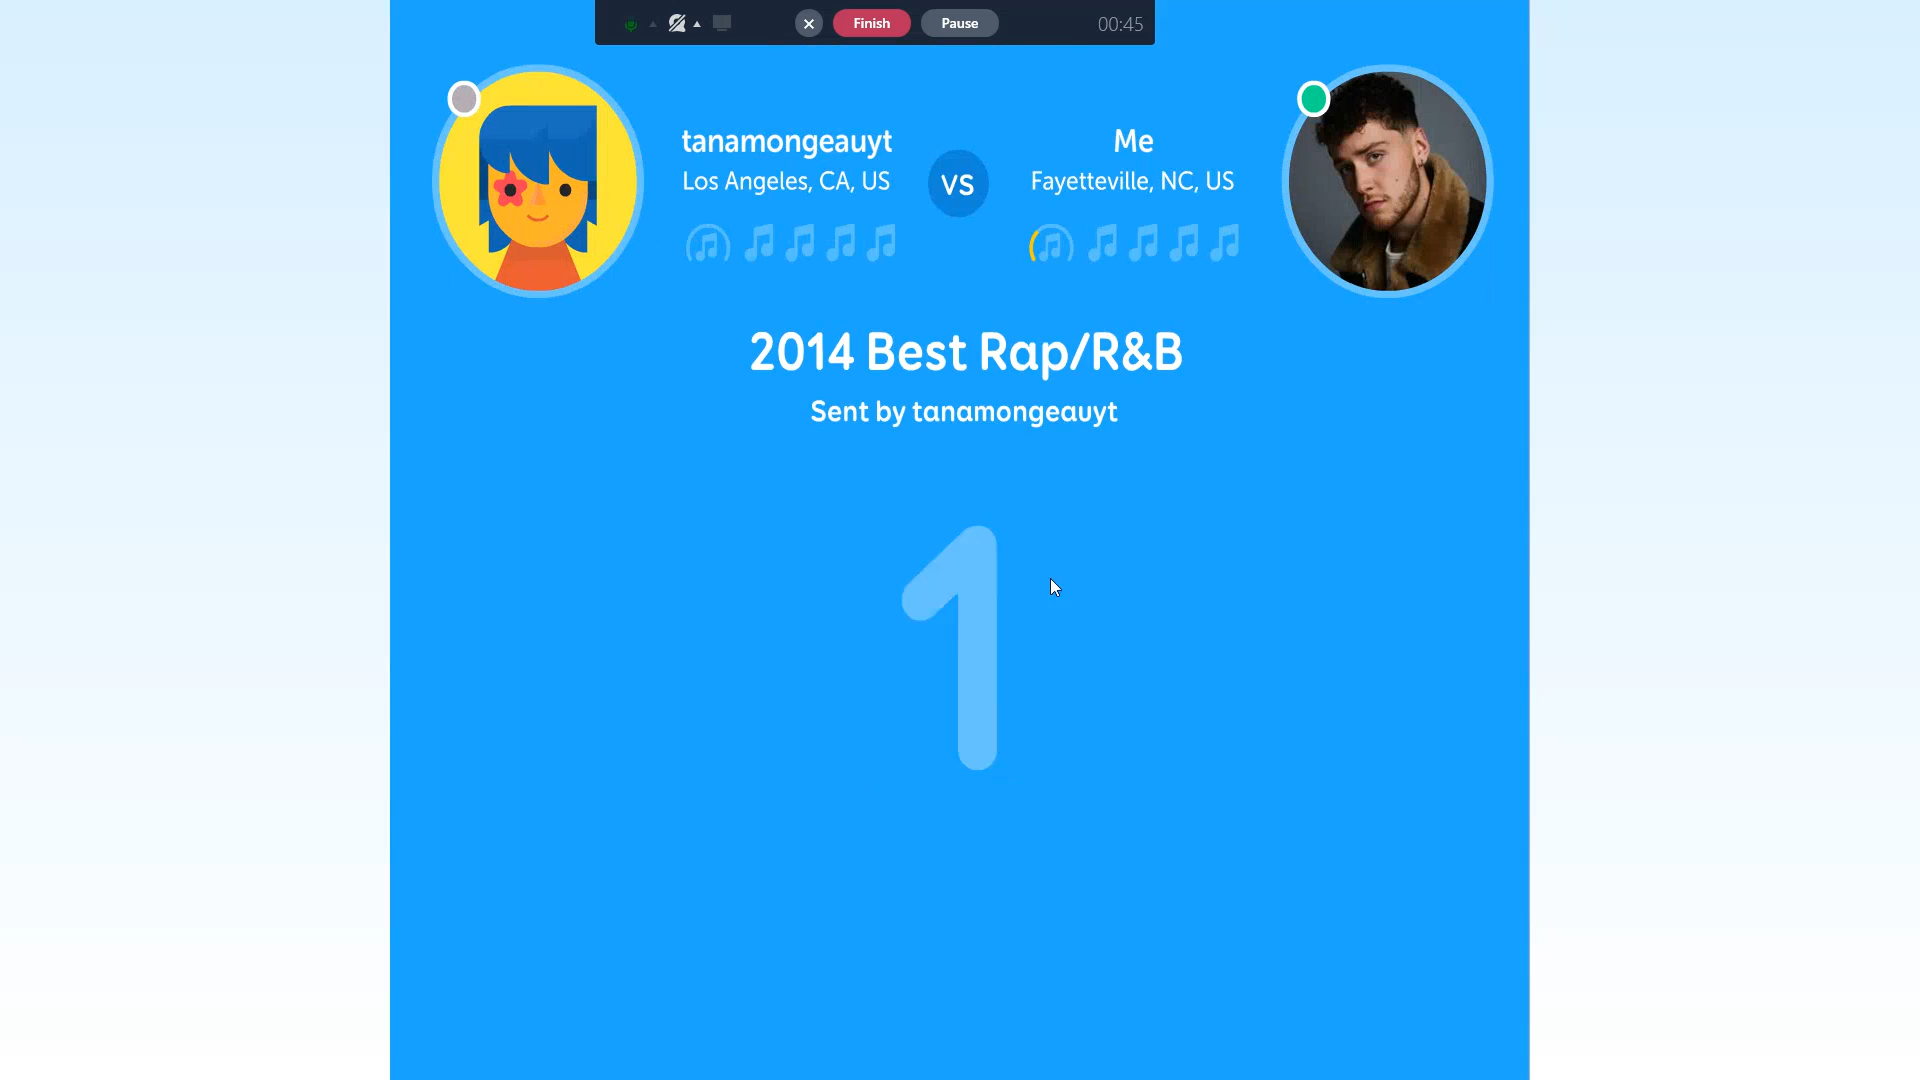 Finish
Pause
00:45
tanamongeauyt
Los Angeles, CA, US
VS
Me
Fayetteville, NC, US
2014 Best Rap/R&B
Sent by tanamongeauyt
1